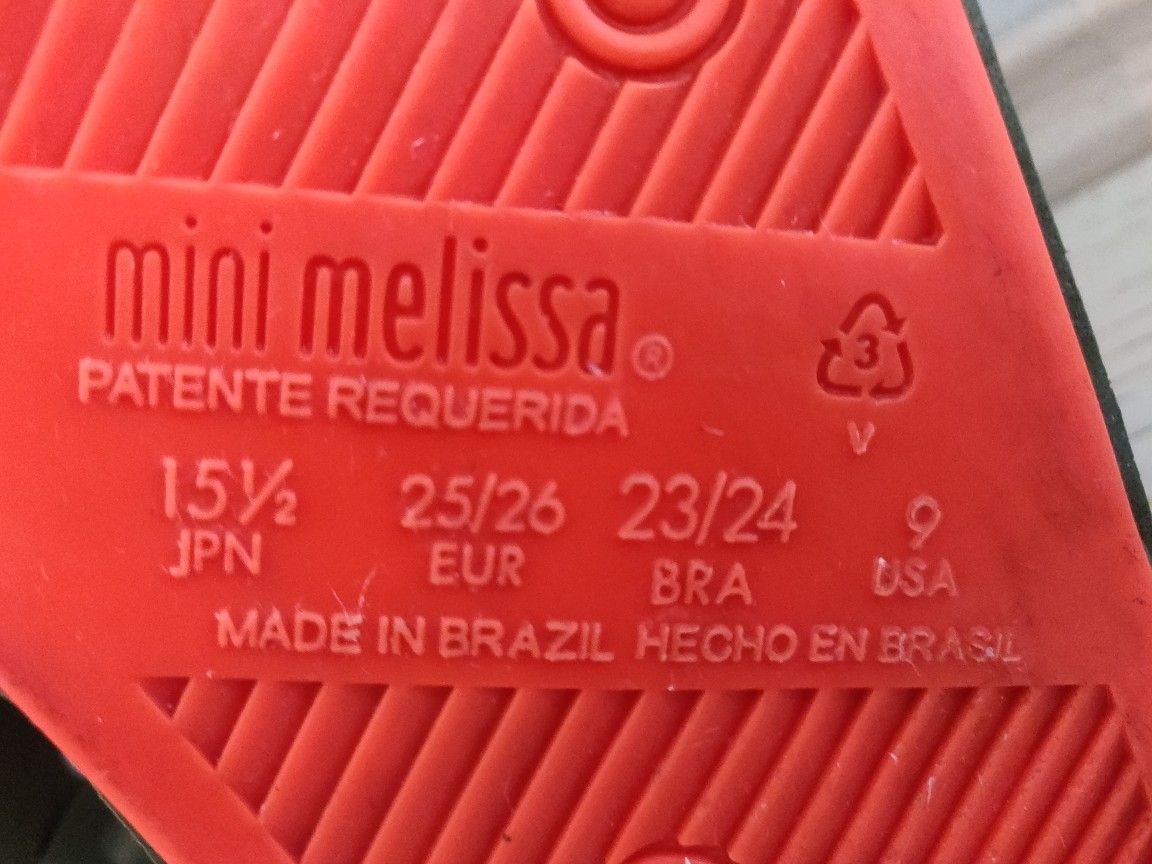 mini melissa®
PATENTE REQUERIDA
3
V
15½ 25/26 23/24 9
JPN EUR BRA USA
MADE IN BRAZIL HECHO EN BRASIL